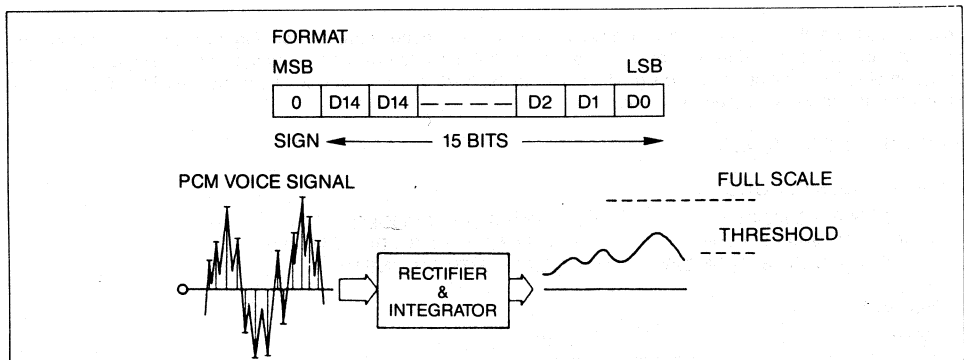 FORMAT
MSB LSB
0 D14 D14 D2 D1 D0
SIGN 15 BITS
PCM VOICE SIGNAL
FULL SCALE
THRESHOLD
RECTIFIER
&
INTEGRATOR